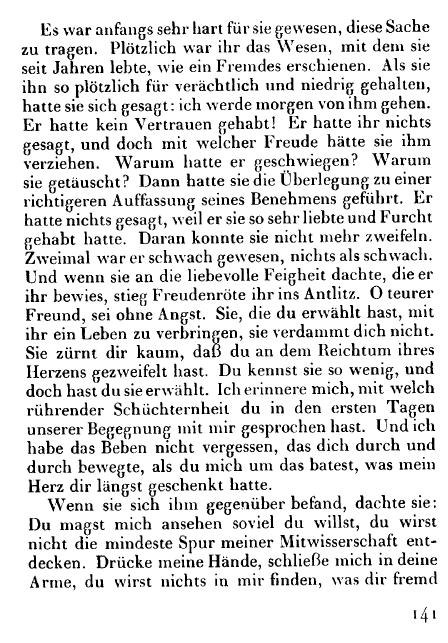 Es war anfangs sehr hart für sie gewesen, diese Sache
zu tragen. Plötzlich war ihr das Wesen, mit dem sie
seit Jahren lebte, wie ein Fremdes erschienen. Als sie
ihn so plötzlich für verächtlich und niedrig gehalten,
hatte sie sich gesagt: ich werde morgen von ihm gehen.
Er hatte kein Vertrauen gehabt! Er hatte ihr nichts
gesagt, und doch mit welcher Freude hätte sie ihm
verziehen. Warum hatte er geschwiegen? Warum
sie getäuscht? Dann hatte sie die Überlegung zu einer
richtigeren Auffassung seines Benehmens geführt. Er
hatte nichts gesagt, weil er sie so sehr liebte und Furcht
gehabt hatte. Daran konnte sie nicht mehr zweifeln.
Zweimal war er schwach gewesen, nichts als schwach.
Und wenn sie an die liebevolle Feigheit dachte, die er
ihr bewies, stieg Freudenröte ihr ins Antlitz. O teurer
Freund, sei ohne Angst. Sie, die du erwählt hast, mit
ihr ein Leben zu verbringen, sie verdammt dich nicht.
Sie zürnt dir kaum, daß du an dem Reichtum ihres
Herzens gezweifelt hast. Du kennst sie so wenig, und
doch hast du sie erwählt. Ich erinnere mich, mit welch
rührender Schüchternheit du in den ersten Tagen
unserer Begegnung mit mir gesprochen hast. Und ich
habe das Beben nicht vergessen, das dich durch und
durch bewegte, als du mich um das batest, was mein
Herz dir längst geschenkt hatte.
Wenn sie sich ihm gegenüber befand, dachte sie:
Du magst mich ansehen soviel du willst, du wirst
nicht die mindeste Spur meiner Mitwisserschaft ent-
decken. Drücke meine Hände, schließe mich in deine
Arme, du wirst nichts in mir finden, was dir fremd
141